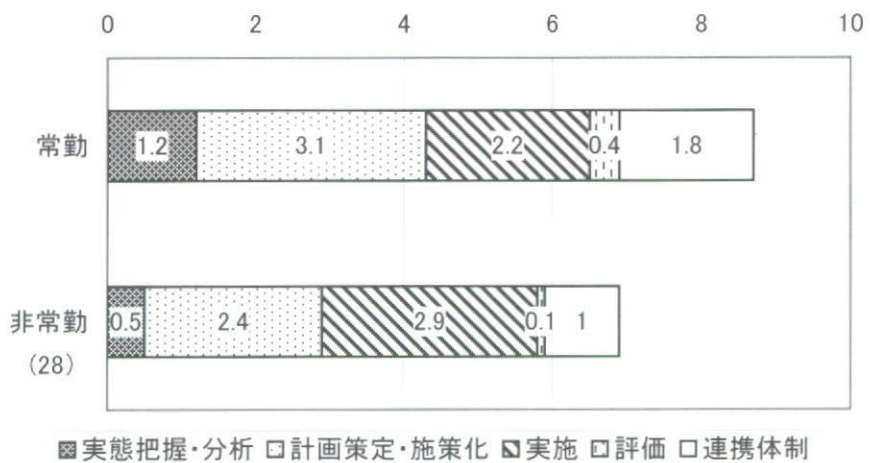 0 2 4 6 8 10
常勤 1.2 3.1 2.2 0.4 1.8
非常勤 0.5 2.4 2.9 0.1 1
(28)
実態把握・分析 計画策定・施策化 実施 評価 連携体制